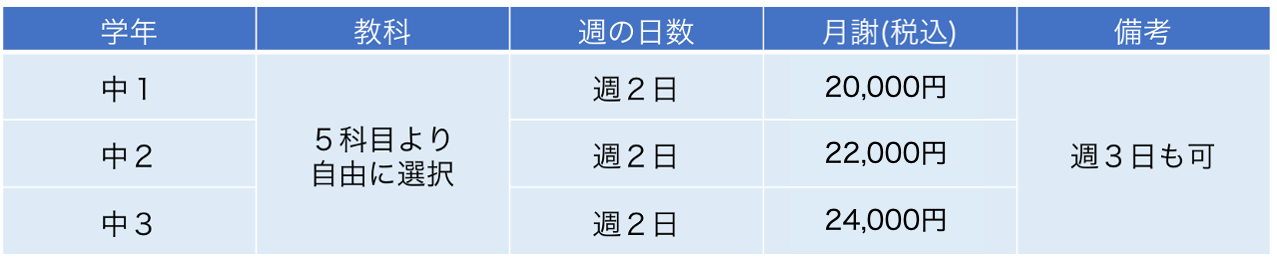 学年 教科 週の日数 月謝(税込) 備考
中１ 週２日 20,000円
５科目より
自由に選択
中２ 週２日 22,000円 週３日も可
中３ 週２日 24,000円